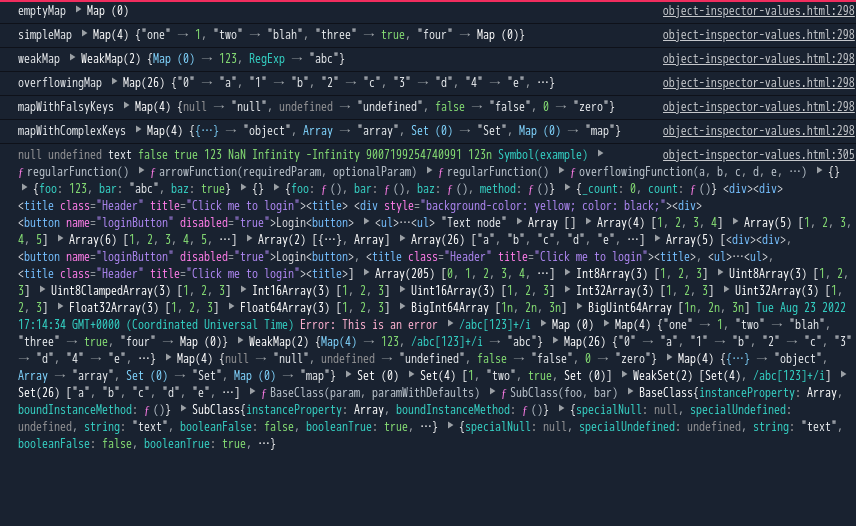 emptyMap ▶ Map (0) object-inspector-values.html:298
simpleMap ▶ Map(4) {"one" → 1, "two" → "blah", "three" → true, "four" → Map (0)} object-inspector-values.html:298
weakMap ▶ WeakMap(2) {Map (0) → 123, RegExp → "abc"} object-inspector-values.html:298
overflowingMap ▶ Map(26) {"0" → "a", "1" → "b", "2" → "c", "3" → "d", "4" → "e", …} object-inspector-values.html:298
mapWithFalsyKeys ▶ Map(4) {null → "null", undefined → "undefined", false → "false", 0 → "zero"} object-inspector-values.html:298
mapWithComplexKeys ▶ Map(4) {{…} → "object", Array → "array", Set (0) → "Set", Map (0) → "map"} object-inspector-values.html:298
null undefined text false true 123 NaN Infinity -Infinity 9007199254740991 123n Symbol(example) ▶ object-inspector-values.html:305
ƒ regularFunction() ▶ ƒ arrowFunction(requiredParam, optionalParam) ▶ ƒ regularFunction() ▶ ƒ overflowingFunction(a, b, c, d, e, …) ▶ {}
▶ {foo: 123, bar: "abc", baz: true} ▶ {} ▶ {foo: ƒ (), bar: ƒ (), baz: ƒ (), method: ƒ ()} ▶ {_count: 0, count: ƒ ()} <div><div>
<title class="Header" title="Click me to login"><title> <div style="background-color: yellow; color: black;"><div>
<button name="loginButton" disabled="true">Login<button> ▶ <ul>…<ul> "Text node" ▶ Array [] ▶ Array(4) [1, 2, 3, 4] ▶ Array(5) [1, 2, 3,
4, 5] ▶ Array(6) [1, 2, 3, 4, 5, …] ▶ Array(2) [{…}, Array] ▶ Array(26) ["a", "b", "c", "d", "e", …] ▶ Array(5) [<div><div>,
<button name="loginButton" disabled="true">Login<button>, <title class="Header" title="Click me to login"><title>, <ul>…<ul>,
<title class="Header" title="Click me to login"><title>] ▶ Array(205) [0, 1, 2, 3, 4, …] ▶ Int8Array(3) [1, 2, 3] ▶ Uint8Array(3) [1, 2,
3] ▶ Uint8ClampedArray(3) [1, 2, 3] ▶ Int16Array(3) [1, 2, 3] ▶ Uint16Array(3) [1, 2, 3] ▶ Int32Array(3) [1, 2, 3] ▶ Uint32Array(3) [1,
2, 3] ▶ Float32Array(3) [1, 2, 3] ▶ Float64Array(3) [1, 2, 3] ▶ BigInt64Array [1n, 2n, 3n] ▶ BigUint64Array [1n, 2n, 3n] Tue Aug 23 2022
17:14:34 GMT+0000 (Coordinated Universal Time) Error: This is an error ▶ /abc[123]+/i ▶ Map (0) ▶ Map(4) {"one" → 1, "two" → "blah",
"three" → true, "four" → Map (0)} ▶ WeakMap(2) {Map(4) → 123, /abc[123]+/i → "abc"} ▶ Map(26) {"0" → "a", "1" → "b", "2" → "c", "3"
→ "d", "4" → "e", …} ▶ Map(4) {null → "null", undefined → "undefined", false → "false", 0 → "zero"} ▶ Map(4) {{…} → "object",
Array → "array", Set (0) → "Set", Map (0) → "map"} ▶ Set (0) ▶ Set(4) [1, "two", true, Set (0)] ▶ WeakSet(2) [Set(4), /abc[123]+/i] ▶
Set(26) ["a", "b", "c", "d", "e", …] ▶ ƒ BaseClass(param, paramWithDefaults) ▶ ƒ SubClass(foo, bar) ▶ BaseClass{instanceProperty: Array,
boundInstanceMethod: ƒ ()} ▶ SubClass{instanceProperty: Array, boundInstanceMethod: ƒ ()} ▶ {specialNull: null, specialUndefined:
undefined, string: "text", booleanFalse: false, booleanTrue: true, …} ▶ {specialNull: null, specialUndefined: undefined, string: "text",
booleanFalse: false, booleanTrue: true, …}